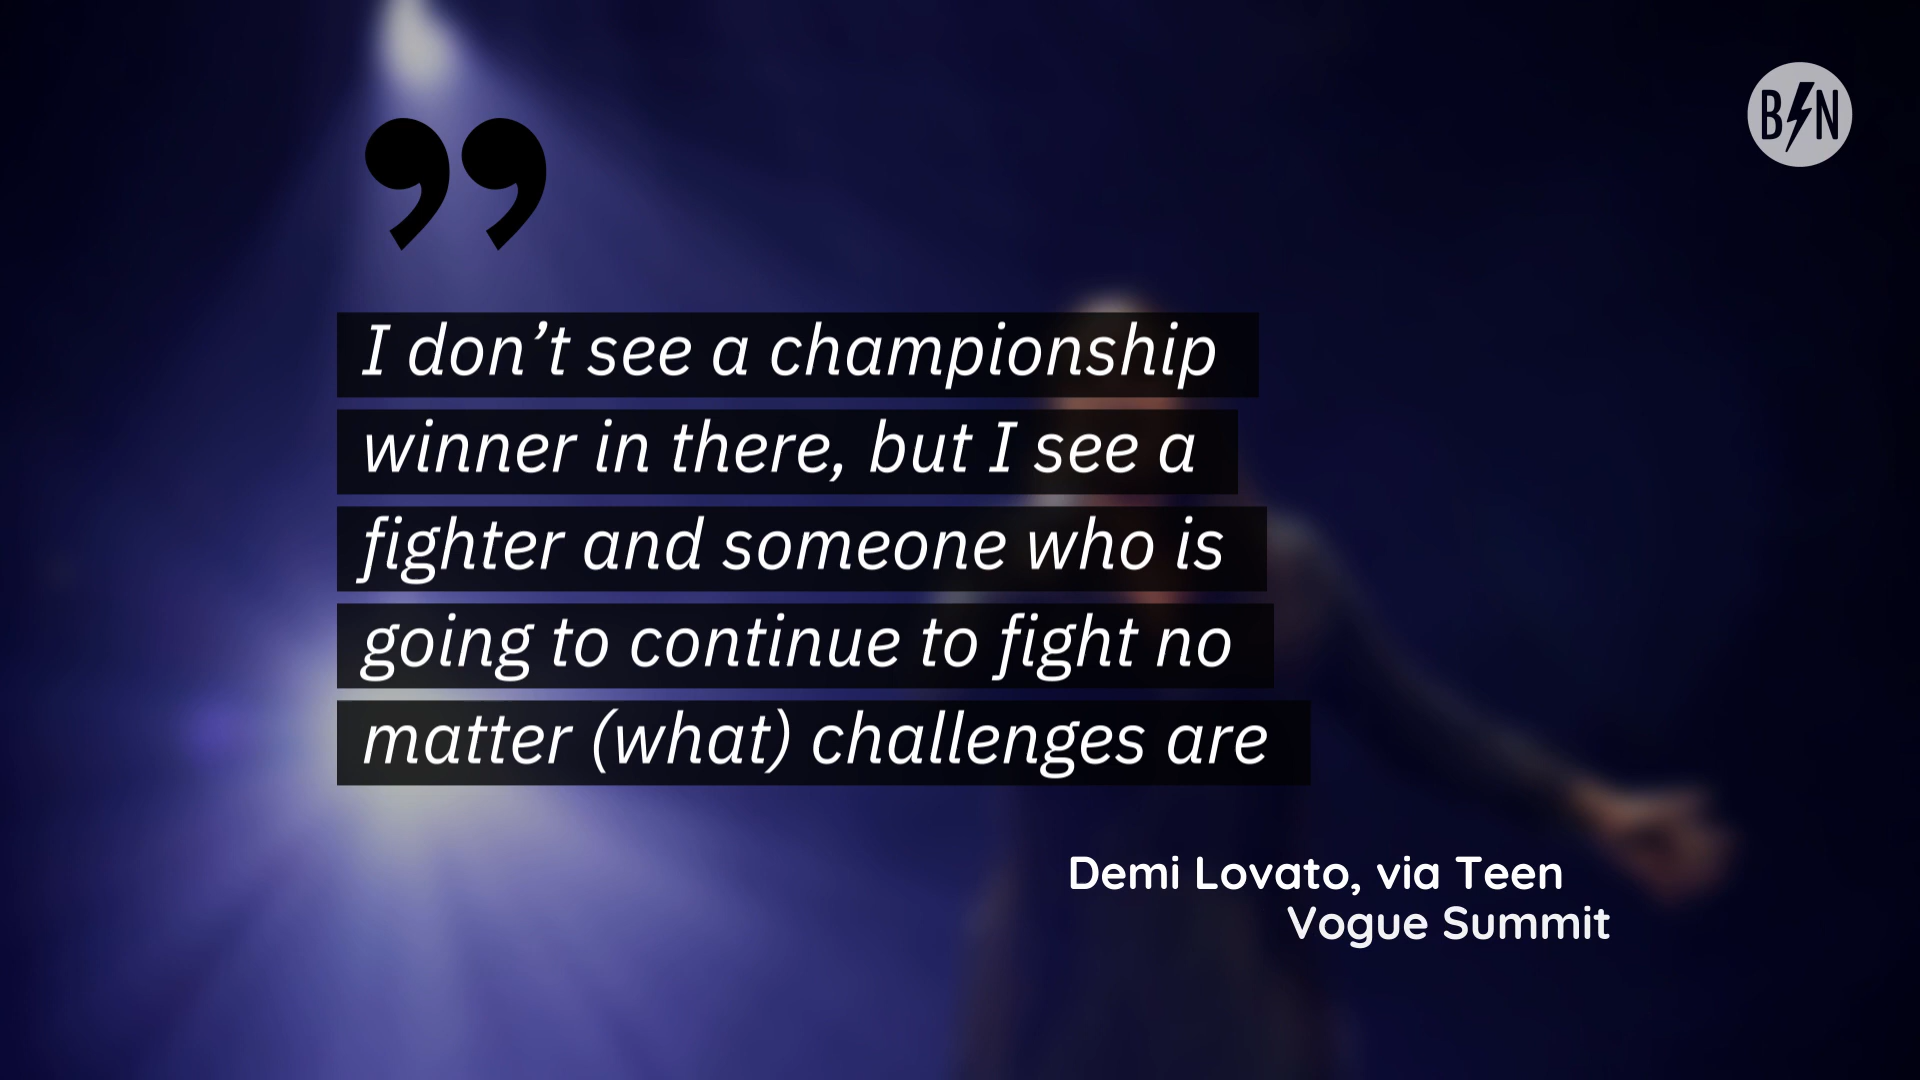 B N
”
I don’t see a championship
winner in there, but I see a
fighter and someone who is
going to continue to fight no
matter (what) challenges are
Demi Lovato, via Teen
Vogue Summit